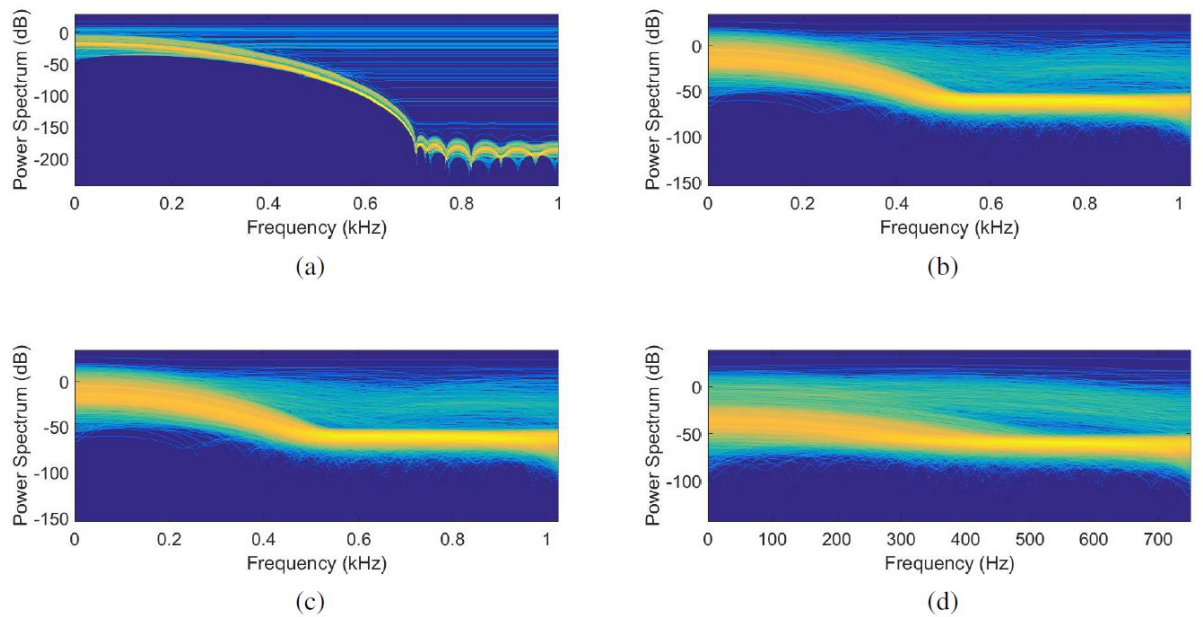 Power Spectrum (dB)
0
-50
-100
-150
-200
0 0.2 0.4 0.6 0.8 1
Frequency (kHz)
(a)
Power Spectrum (dB)
0
-50
-100
-150
0 0.2 0.4 0.6 0.8 1
Frequency (kHz)
(b)
Power Spectrum (dB)
0
-50
-100
-150
0 0.2 0.4 0.6 0.8 1
Frequency (kHz)
(c)
Power Spectrum (dB)
0
-50
-100
0 100 200 300 400 500 600 700
Frequency (Hz)
(d)